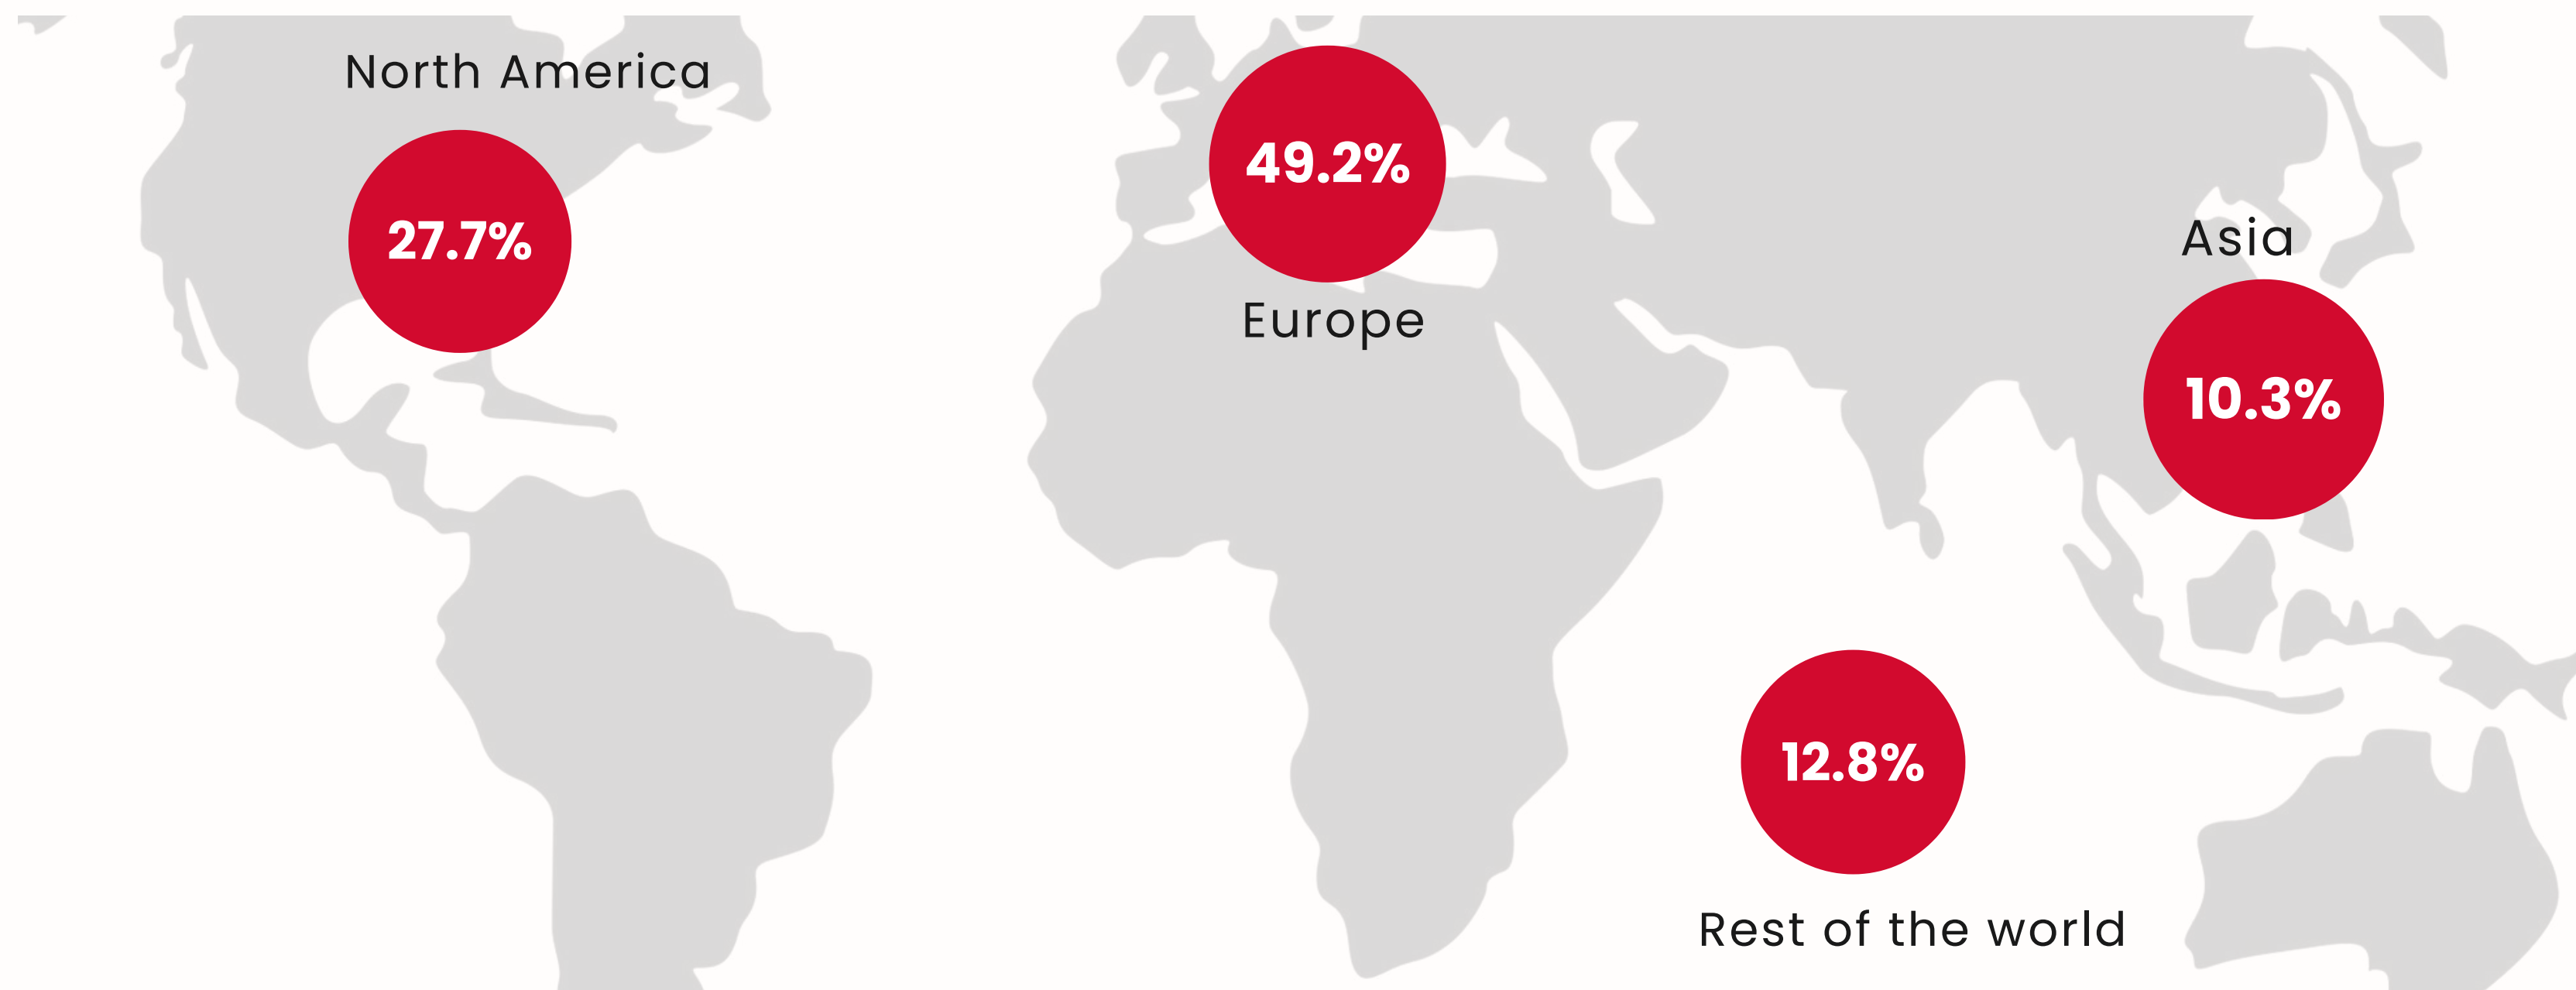 North America
27.7%
49.2%
Europe
Asia
10.3%
12.8%
Rest of the world